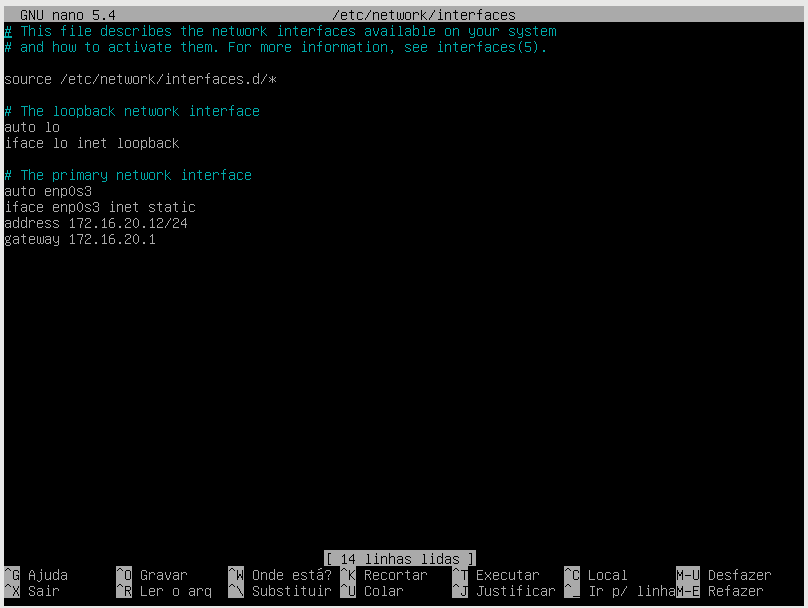 GNU nano 5.4 /etc/network/interfaces
# This file describes the network interfaces available on your system
# and how to activate them. For more information, see interfaces(5).
source /etc/network/interfaces.d/*
# The loopback network interface
auto lo
iface lo inet loopback
# The primary network interface
auto enp0s3
iface enp0s3 inet static
address 172.16.20.12/24
gateway 172.16.20.1
[ 14 linhas lidas ]
^G Ajuda ^O Gravar ^W Onde está? ^K Recortar ^T Executar ^C Local M-U Desfazer
^X Sair ^R Ler o arq ^\ Substituir ^U Colar ^J Justificar ^_ Ir p/ linha M-E Refazer